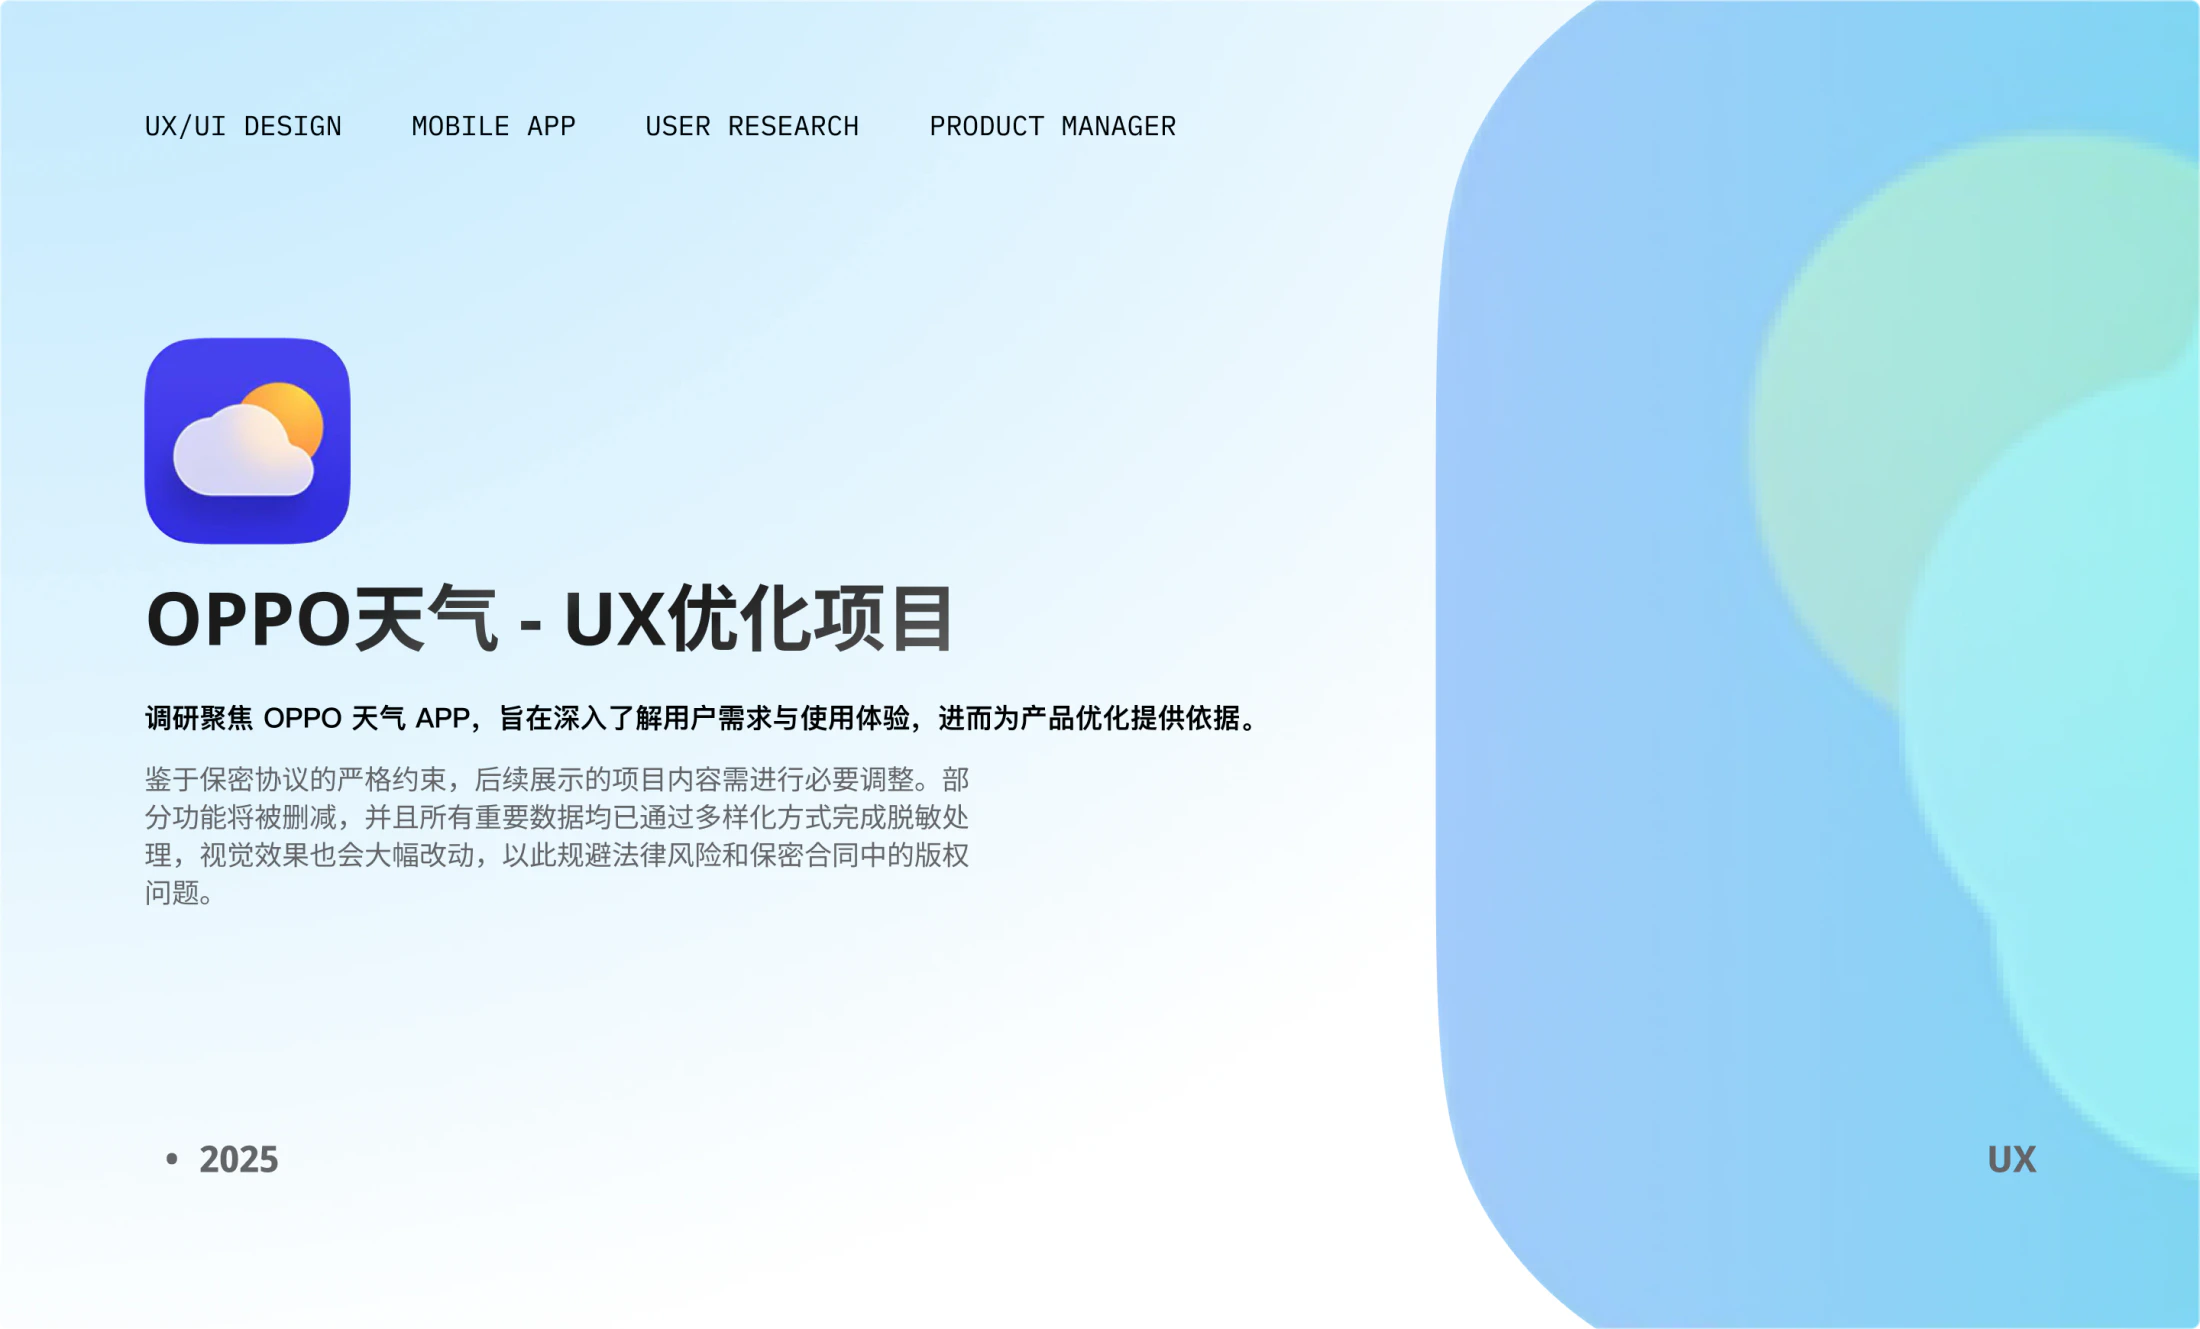 UX/UI DESIGN MOBILE APP USER RESEARCH PRODUCT MANAGER
OPPO天气 - UX优化项目
调研聚焦 OPPO 天气 APP，旨在深入了解用户需求与使用体验，进而为产品优化提供依据。
鉴于保密协议的严格约束，后续展示的项目内容需进行必要调整。部
分功能将被删减，并且所有重要数据均已通过多样化方式完成脱敏处
理，视觉效果也会大幅改动，以此规避法律风险和保密合同中的版权
问题。
• 2025
UX